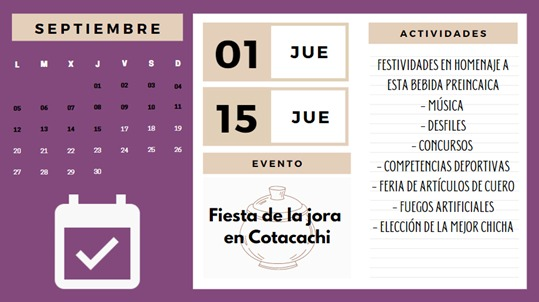 SEPTIEMBRE
L M X J V S D
01 02 03 04
05 06 07 08 09 10 11
12 13 14 15 17 18 19
20 21 22 23 24 25 26
27 28 29 30
01 JUE
15 JUE
EVENTO
Fiesta de la jora
en Cotacachi
ACTIVIDADES
FESTIVIDADES EN HOMENAJE A
ESTA BEBIDA PREINCAICA
- MÚSICA
- DESFILES
- CONCURSOS
- COMPETENCIAS DEPORTIVAS
- FERIA DE ARTÍCULOS DE CUERO
- FUEGOS ARTIFICIALES
- ELECCIÓN DE LA MEJOR CHICHA